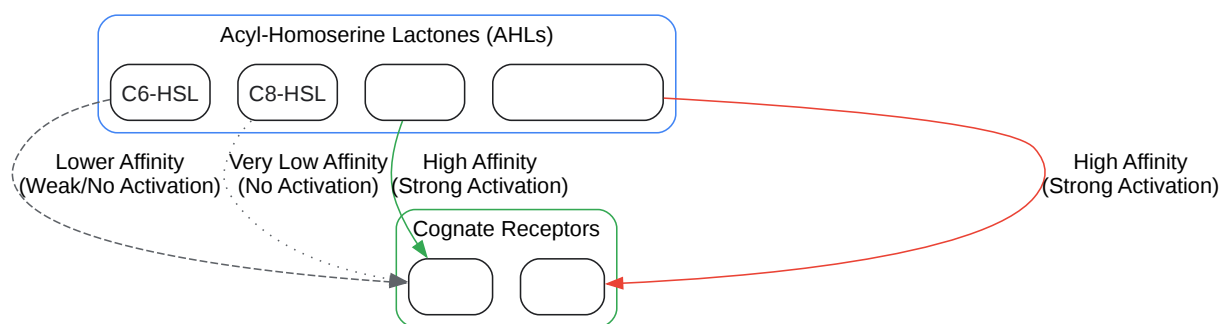 Acyl-Homoserine Lactones (AHLs)
C6-HSL
C8-HSL
Lower Affinity
(Weak/No Activation)
Very Low Affinity
(No Activation)
High Affinity
(Strong Activation)
High Affinity
(Strong Activation)
Cognate Receptors